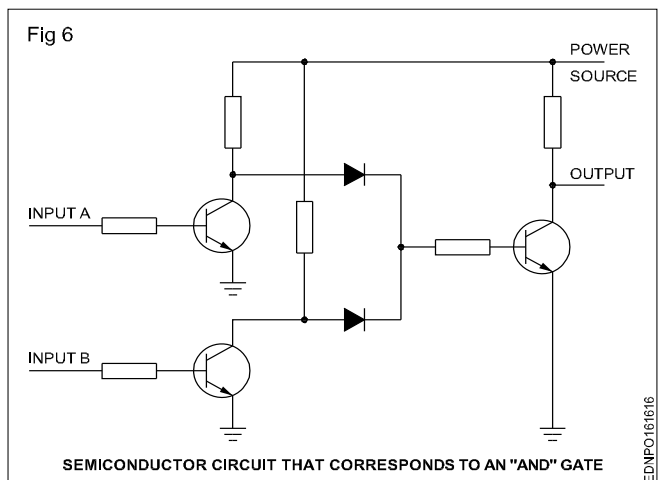 Fig 6
POWER
SOURCE
OUTPUT
INPUT A
INPUT B
SEMICONDUCTOR CIRCUIT THAT CORRESPONDS TO AN "AND" GATE
EDNPO161616